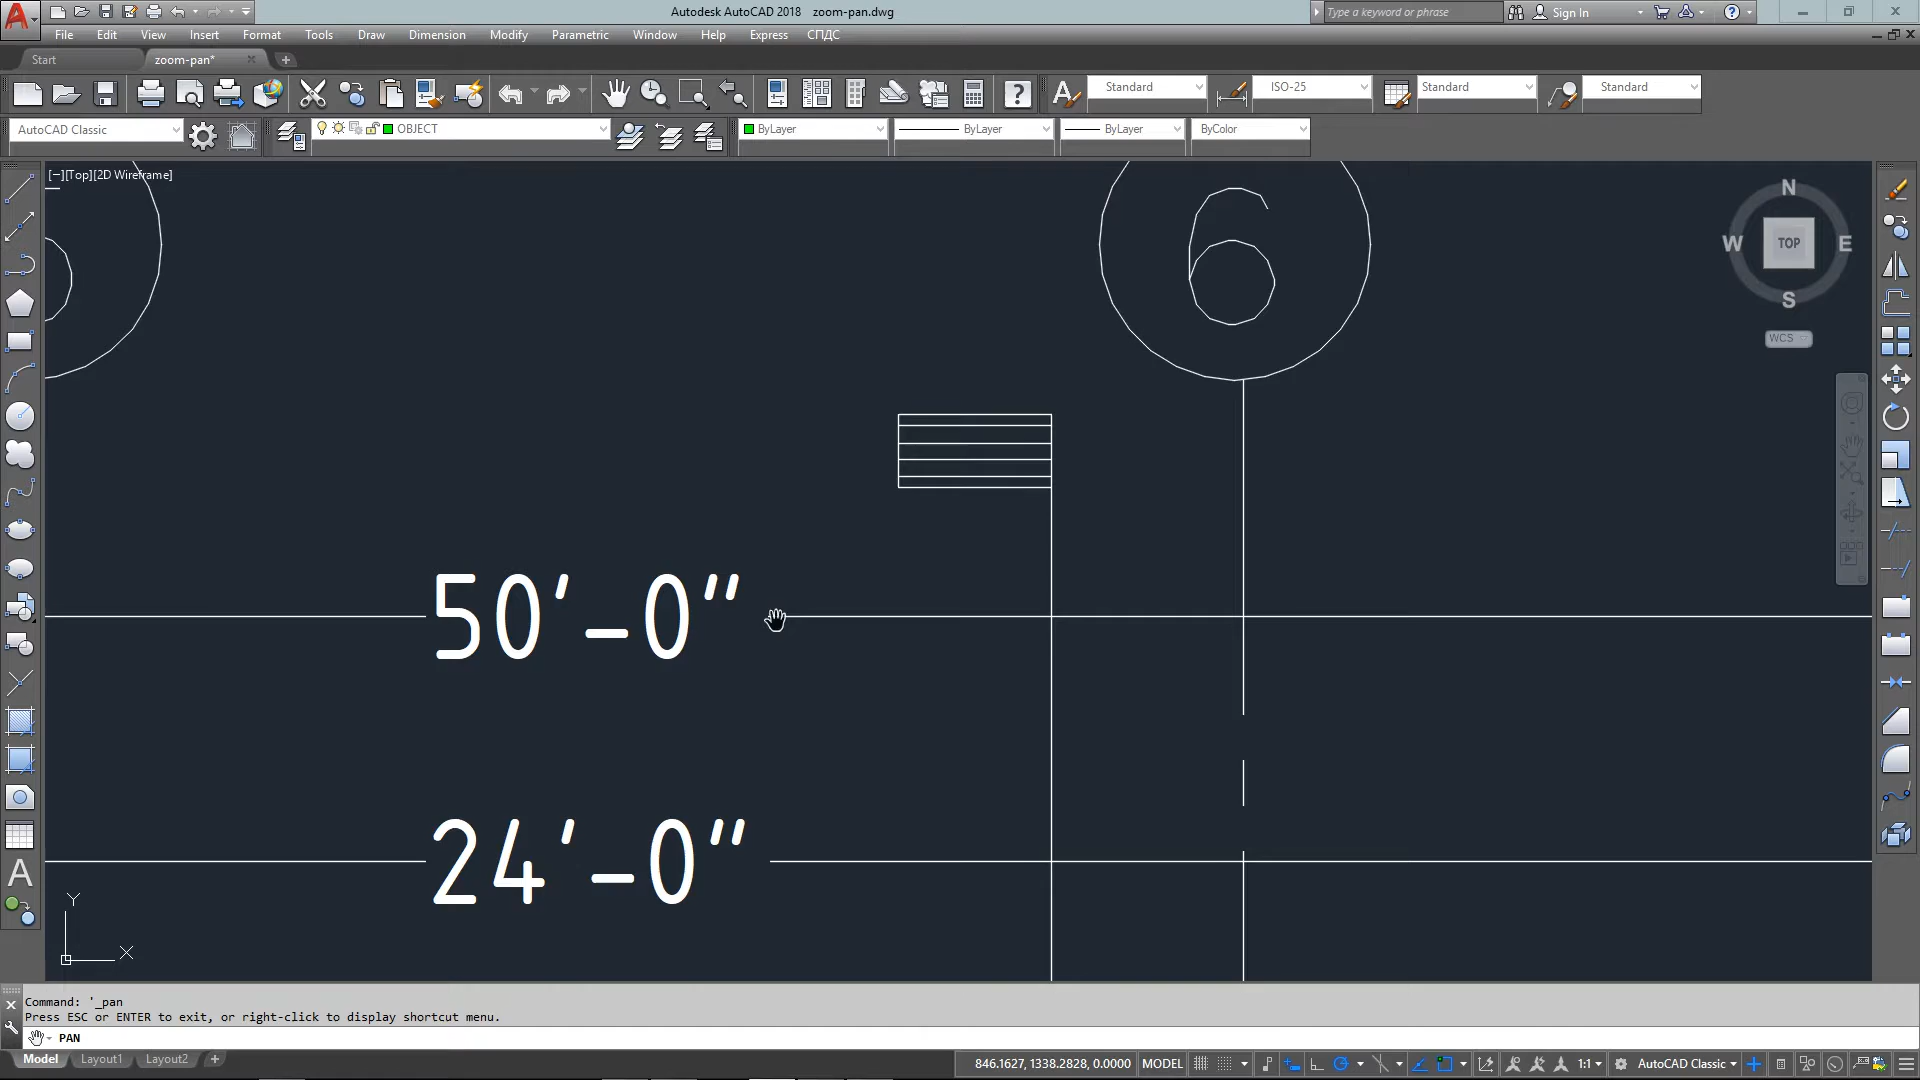 Autodesk AutoCAD 2018 zoom-pan.dwg
Type a keyword or phrase
Sign In
File Edit View Insert Format Tools Draw Dimension Modify Parametric Window Help Express СПДС
Start
zoom-pan*
Standard
ISO-25
Standard
Standard
AutoCAD Classic
OBJECT
ByLayer
ByLayer
ByLayer
ByColor
[−][Top][2D Wireframe]
6
N
W
TOP
E
S
WCS
50'-0"
24'-0"
Y
X
Command: '_pan
Press ESC or ENTER to exit, or right-click to display shortcut menu.
PAN
Model
Layout1
Layout2
846.1627, 1338.2828, 0.0000
MODEL
1:1
AutoCAD Classic